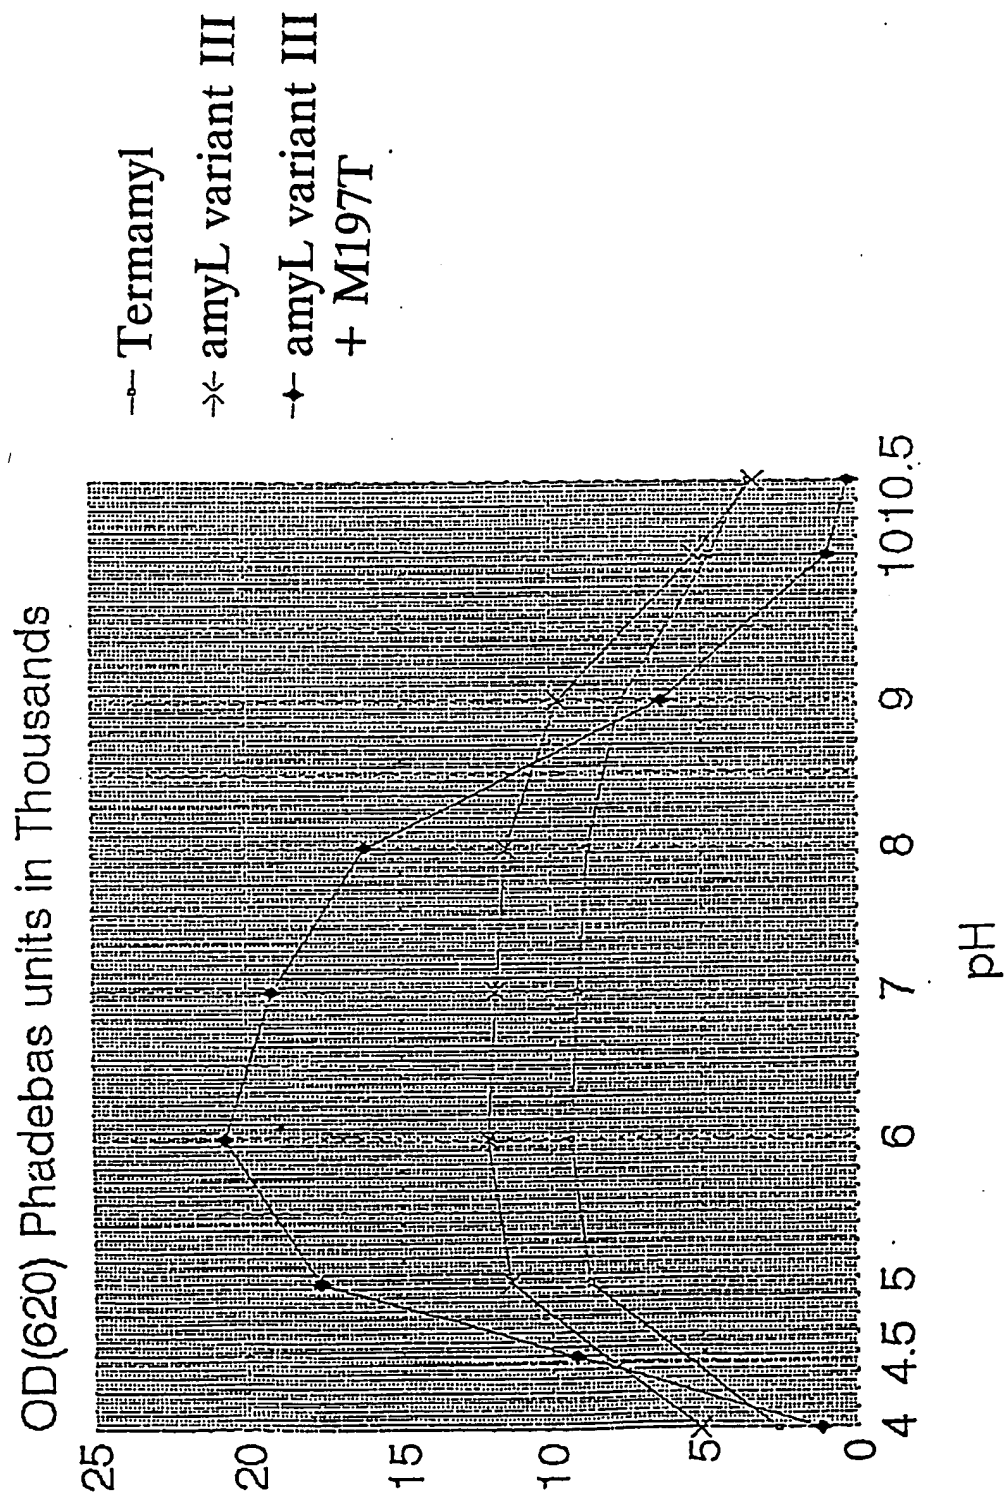 OD(620) Phadebas units in Thousands
25
20
15
10
5
0
4
4.5
5
6
7
8
9
10
10.5
pH
Termamyl
amyL variant III
amyL variant III
+ M197T